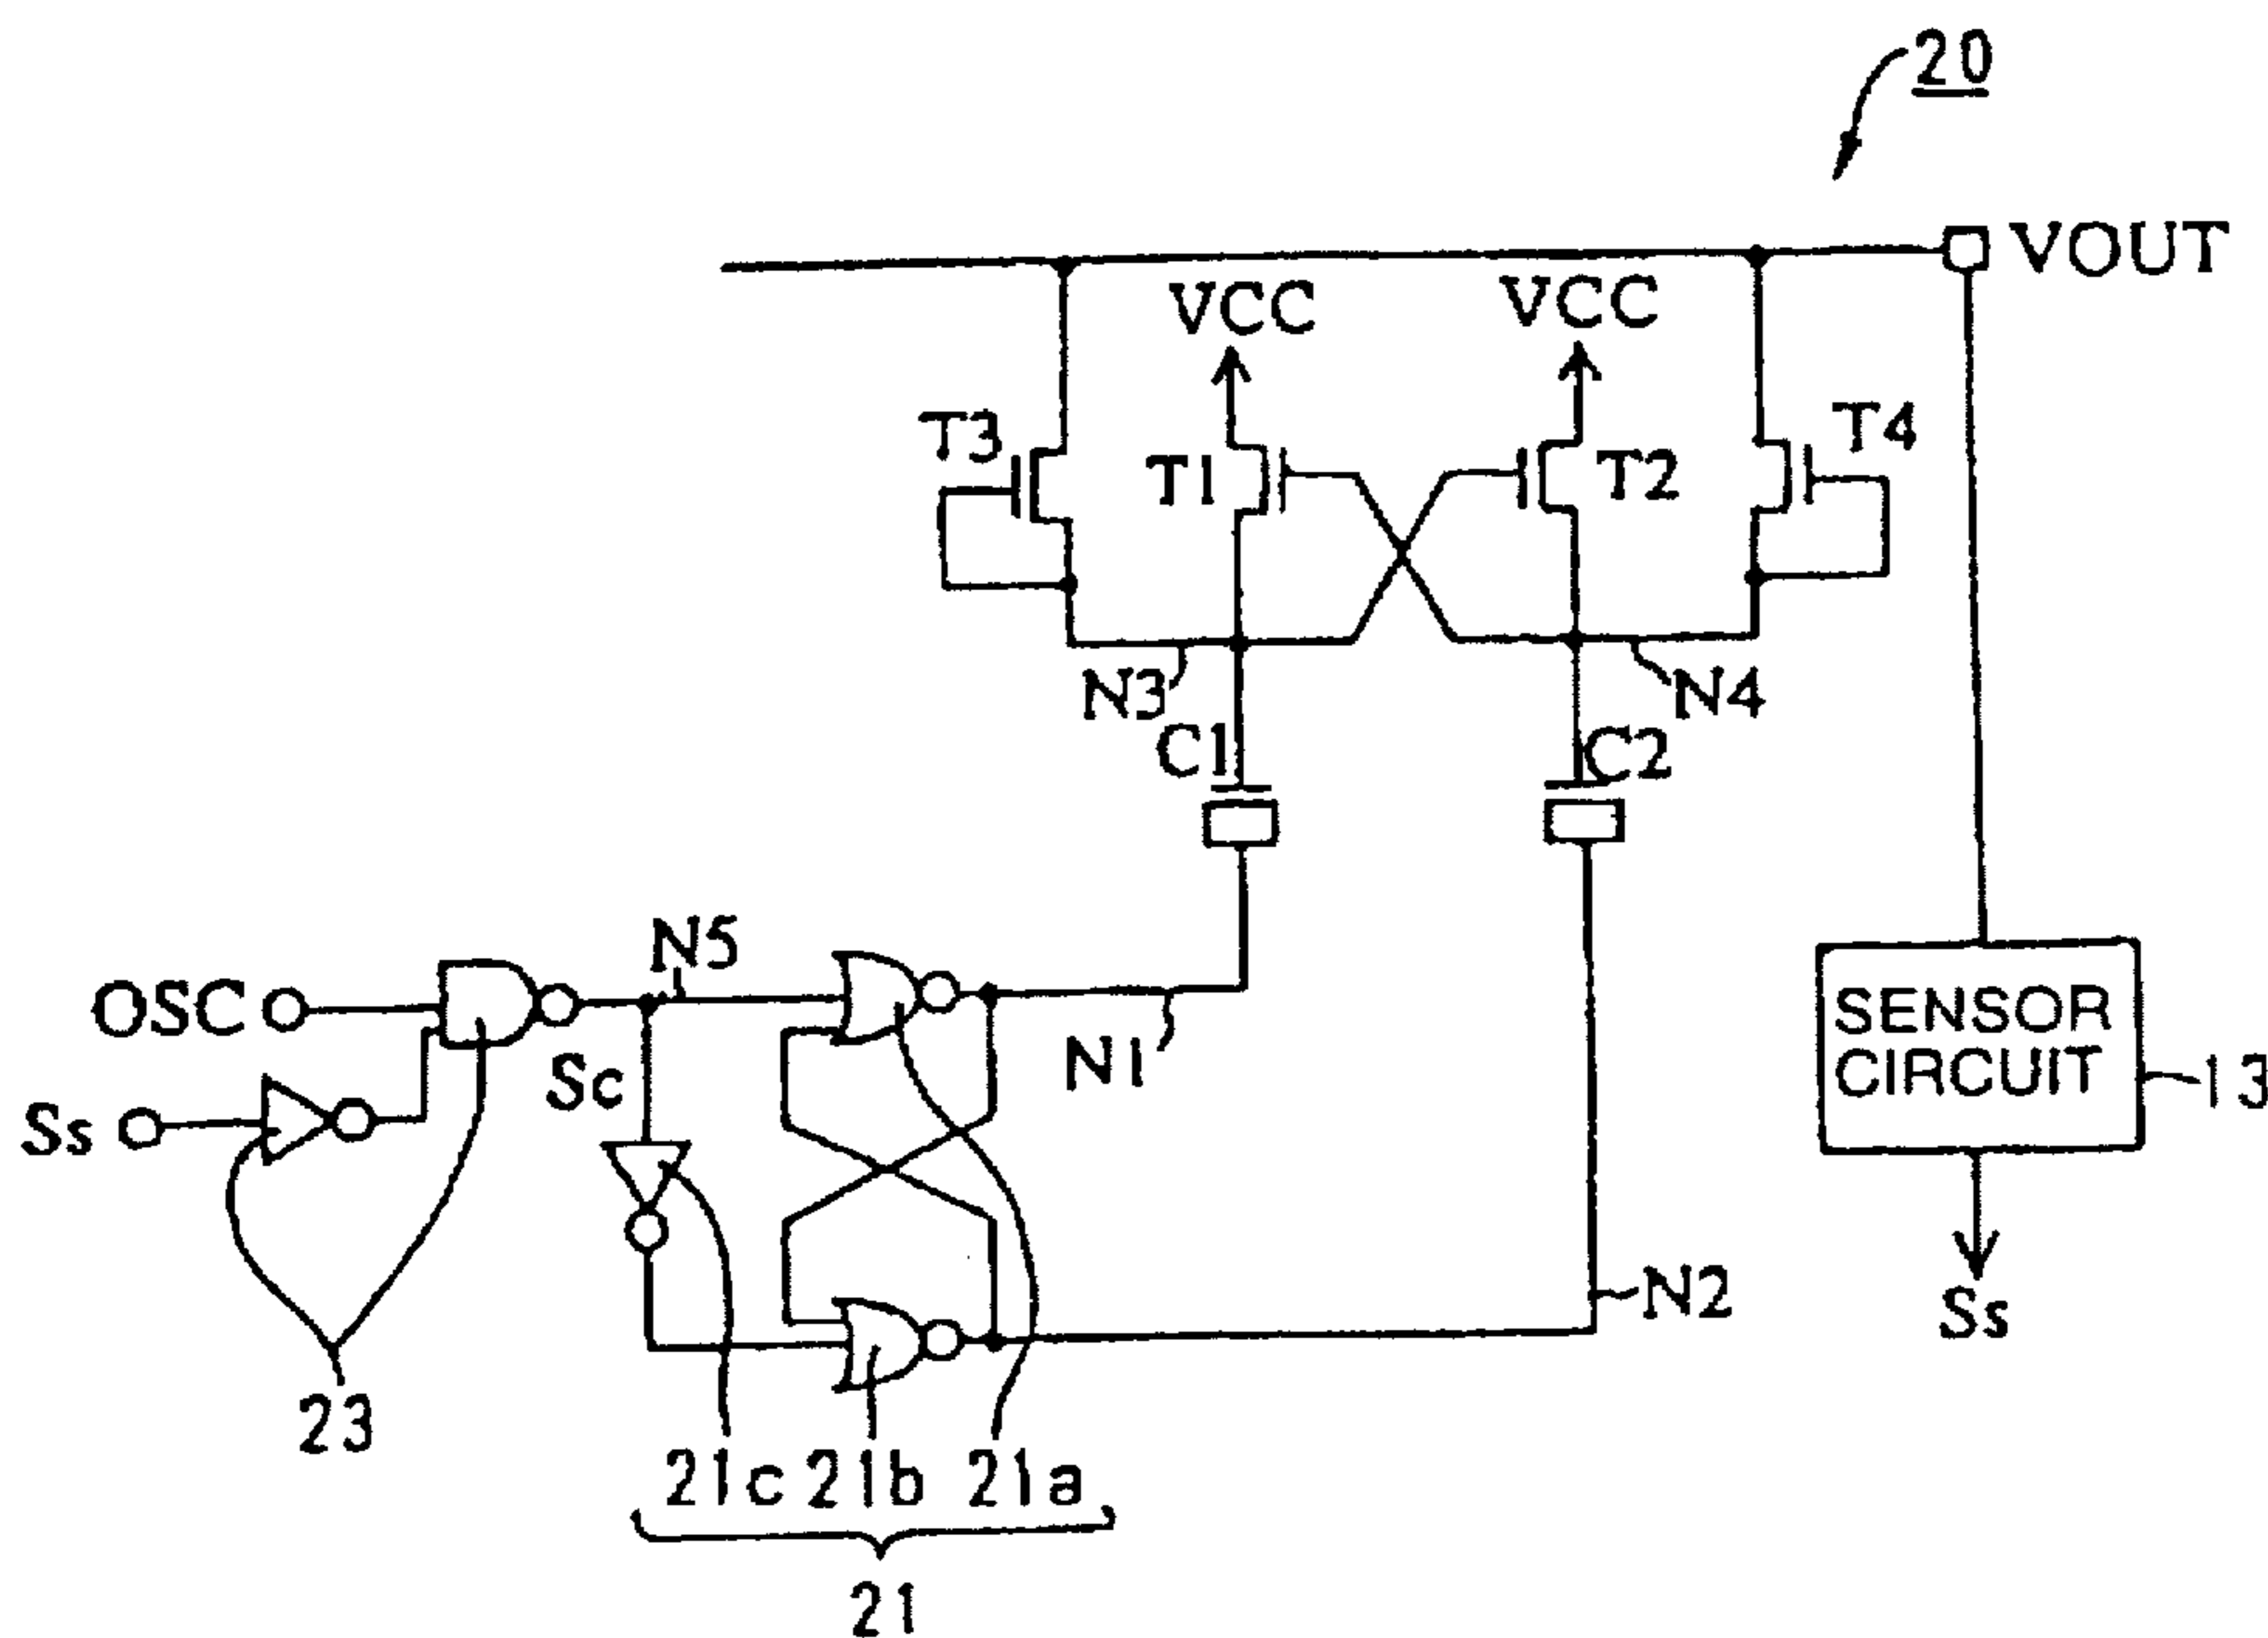 20
VOUT
VCC
VCC
T3
T1
T2
T4
N3
N4
C1
C2
N5
OSC
SENSOR
CIRCUIT
13
N1
Sc
Ss
N2
Ss
23
21c 21b 21a
21